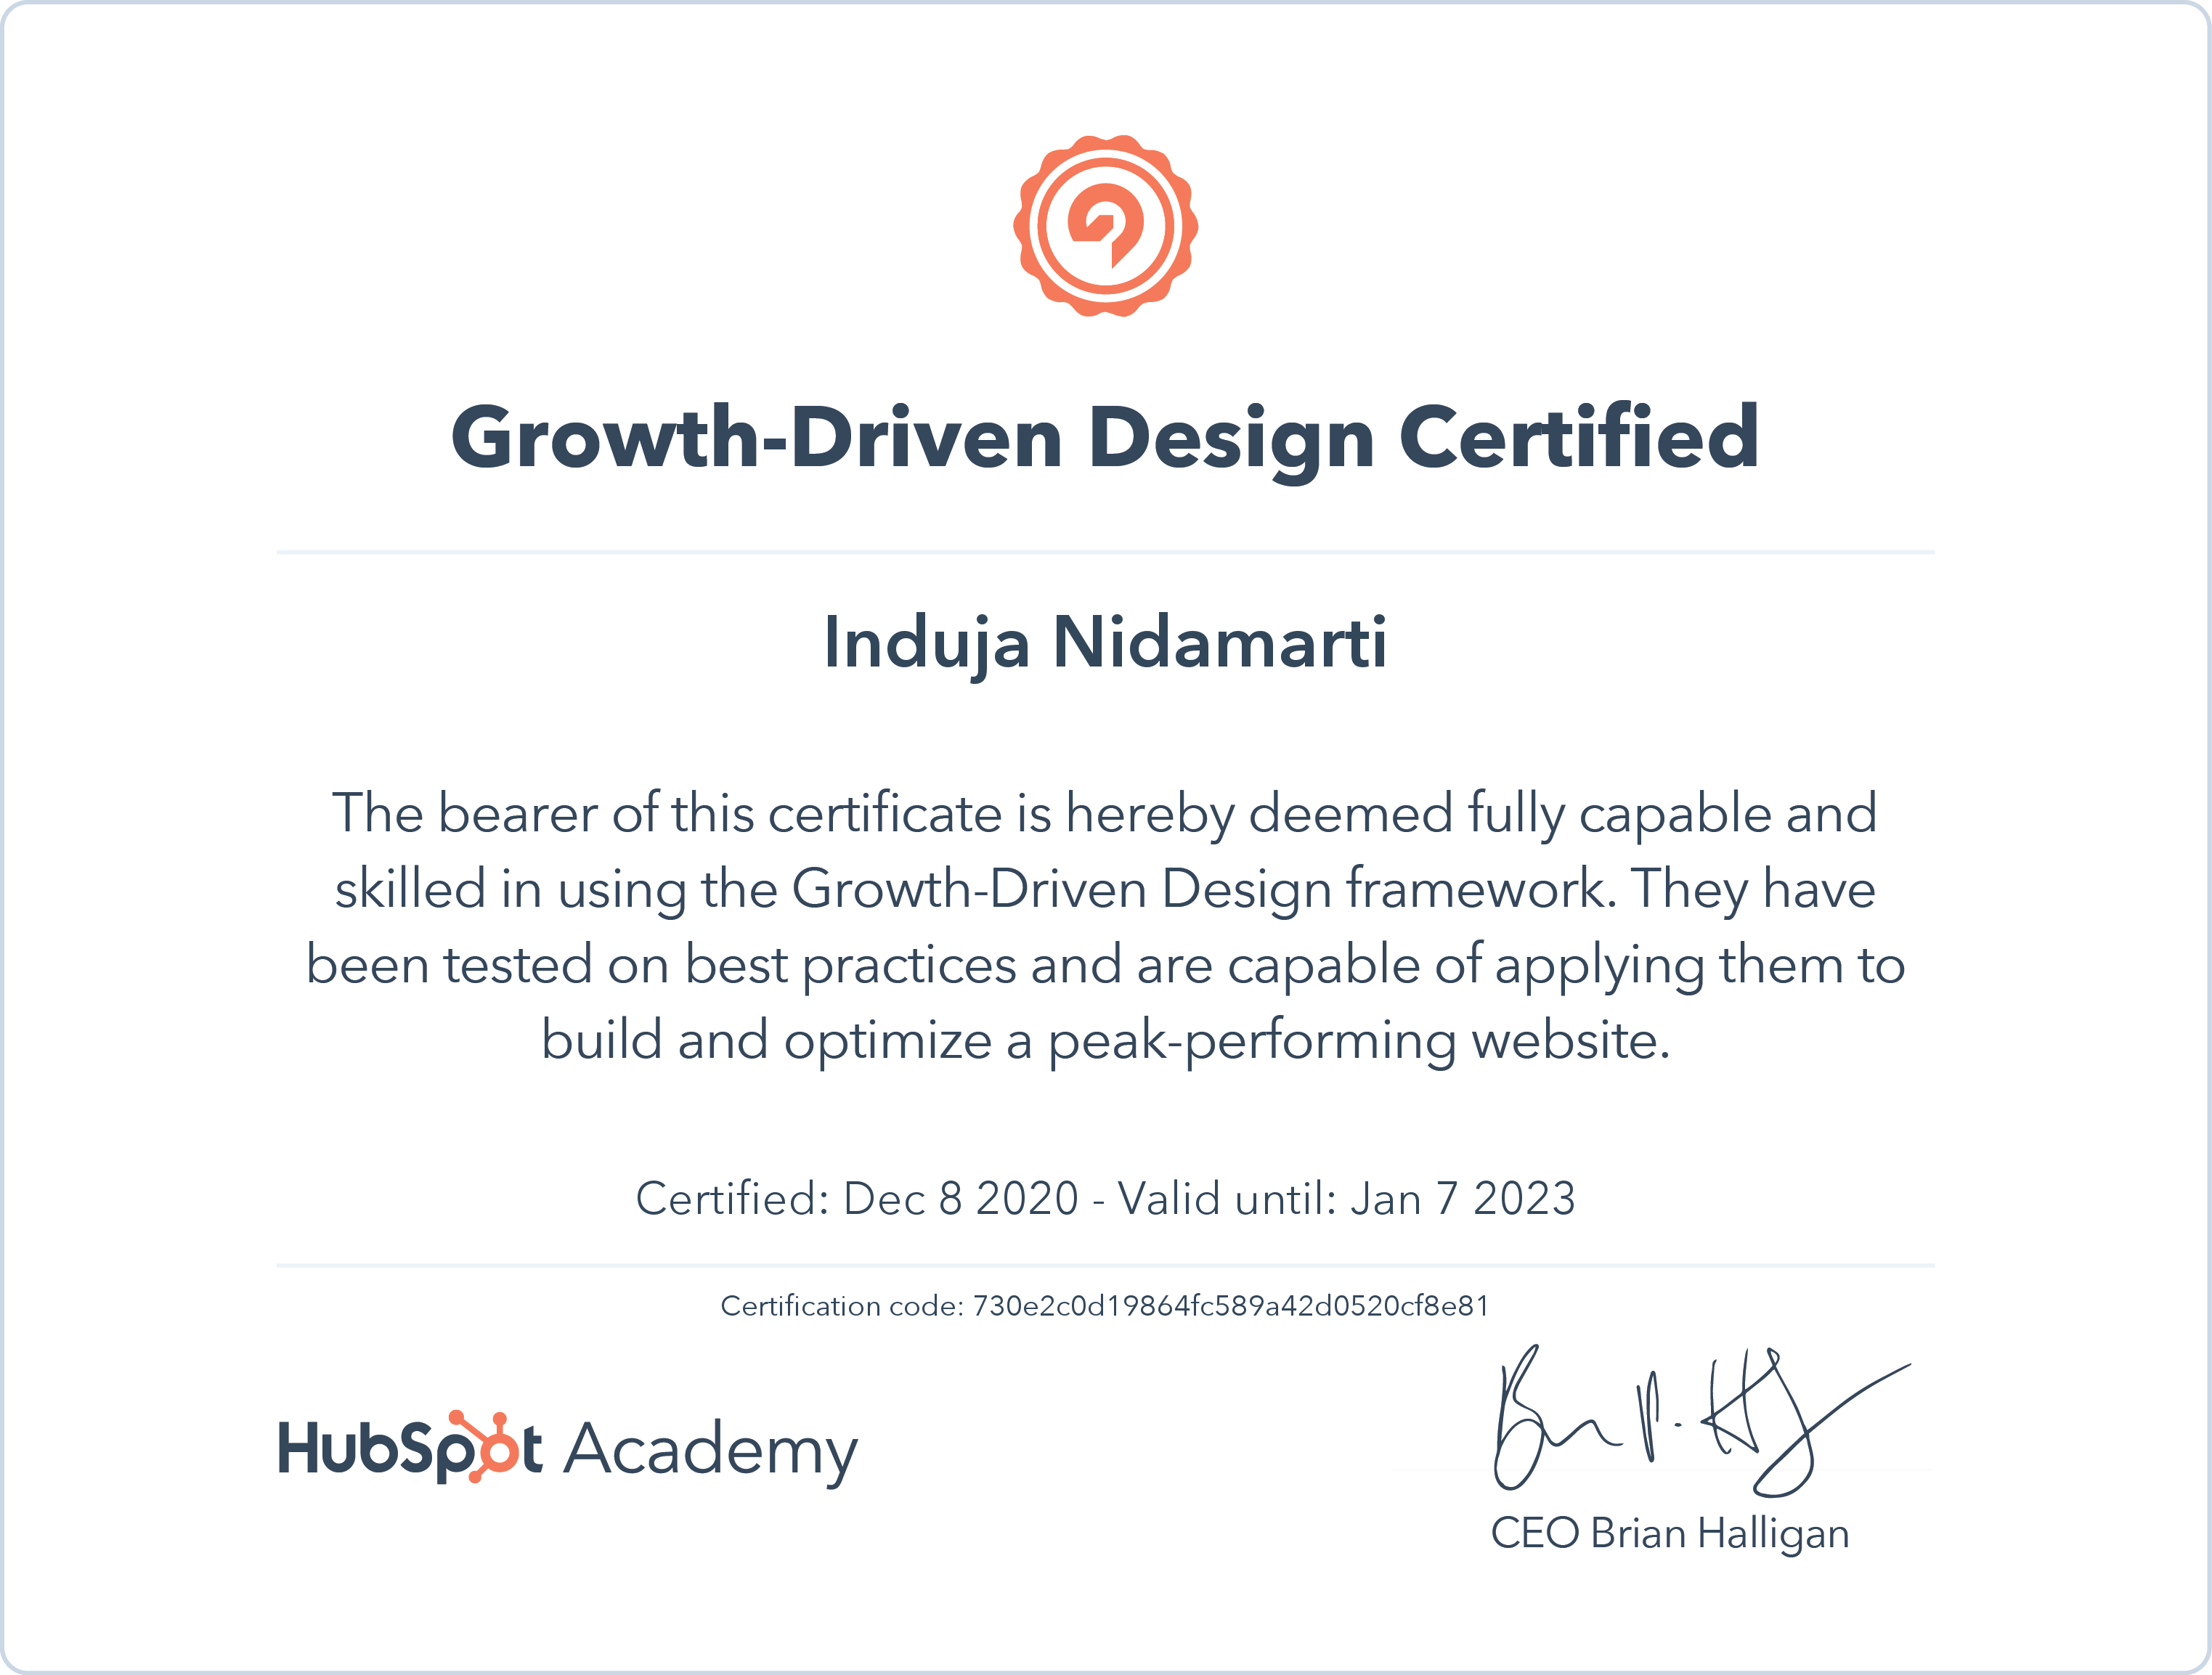 Growth-Driven Design Certified
Induja Nidamarti
The bearer of this certificate is hereby deemed fully capable and
skilled in using the Growth-Driven Design framework. They have
been tested on best practices and are capable of applying them to
build and optimize a peak-performing website.
Certified: Dec 8 2020 - Valid until: Jan 7 2023
Certification code: 730e2c0d19864fc589a42d0520cf8e81
HubSpot Academy
CEO Brian Halligan